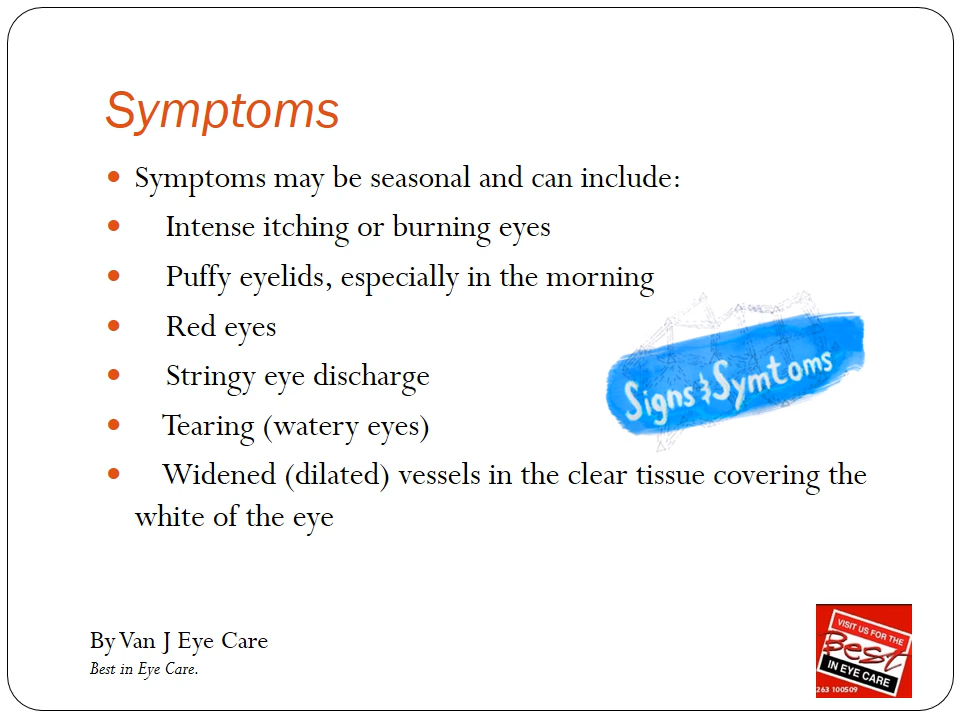 Symptoms
• Symptoms may be seasonal and can include:
• Intense itching or burning eyes
• Puffy eyelids, especially in the morning
• Red eyes
• Stringy eye discharge
• Tearing (watery eyes)
• Widened (dilated) vessels in the clear tissue covering the
white of the eye
Signs & Symtoms
By Van J Eye Care
Best in Eye Care.
VISIT US FOR THE
Best
IN EYE CARE
263 100509